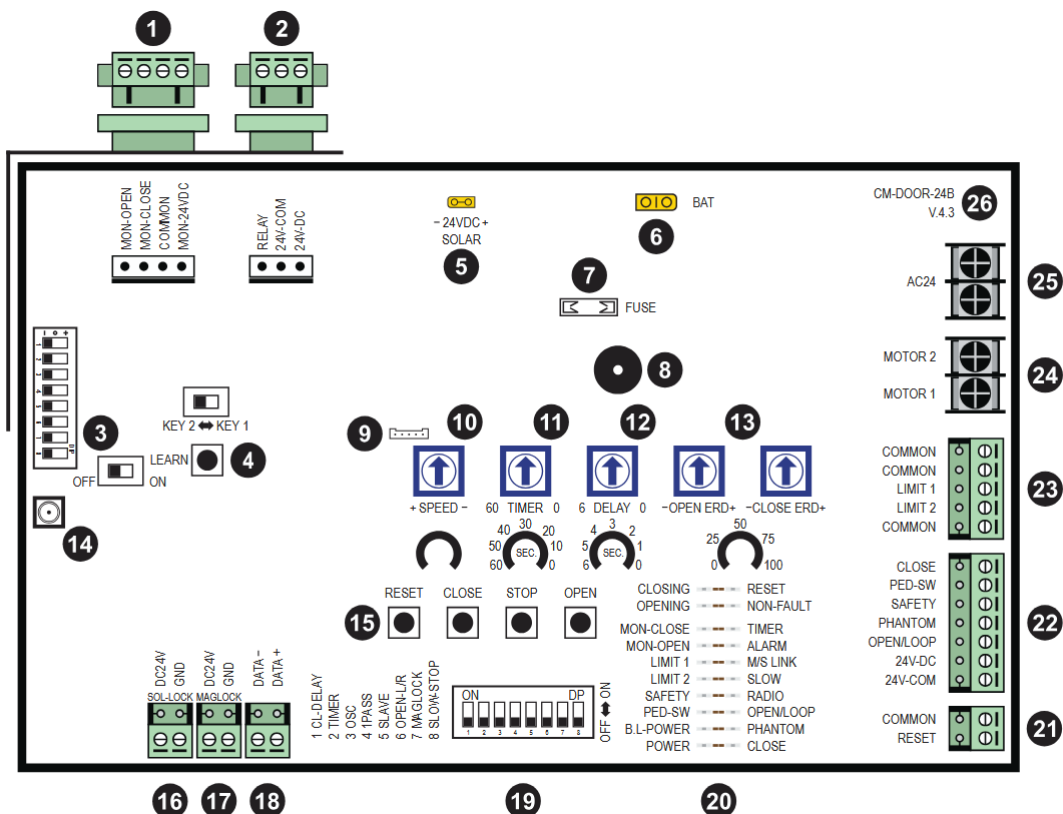 1
2
MON-OPEN
MON-CLOSE
COMMON
MON-24VDC
RELAY
24V-COM
24V-DC
− 24VDC +
SOLAR
5
BAT
6
CM-DOOR-24B
V.4.3
26
7
FUSE
AC24
25
8
MOTOR 2
MOTOR 1
24
− o +
1
2
3
4
5
6
7
8
DP
3
KEY 2 ⬌ KEY 1
LEARN
4
OFF
ON
14
9
10
11
12
13
+ SPEED −
60 TIMER 0
6 DELAY 0
−OPEN ERD+
−CLOSE ERD+
60 50 40 30 20 10 0
SEC.
6 5 4 3 2 1 0
SEC.
0 25 50 75 100
COMMON
COMMON
LIMIT 1
LIMIT 2
COMMON
23
15
RESET
CLOSE
STOP
OPEN
CLOSING RESET
OPENING NON-FAULT
MON-CLOSE TIMER
MON-OPEN ALARM
LIMIT 1 M/S LINK
LIMIT 2 SLOW
SAFETY RADIO
PED-SW OPEN/LOOP
B.L-POWER PHANTOM
POWER CLOSE
CLOSE
PED-SW
SAFETY
PHANTOM
OPEN/LOOP
24V-DC
24V-COM
22
COMMON
RESET
21
DC24V
GND
SOL-LOCK
DC24V
GND
MAGLOCK
DATA −
DATA +
1 CL-DELAY
2 TIMER
3 OSC
4 1PASS
5 SLAVE
6 OPEN-L/R
7 MAGLOCK
8 SLOW-STOP
ON DP
1 2 3 4 5 6 7 8
OFF ⬌ ON
16
17
18
19
20